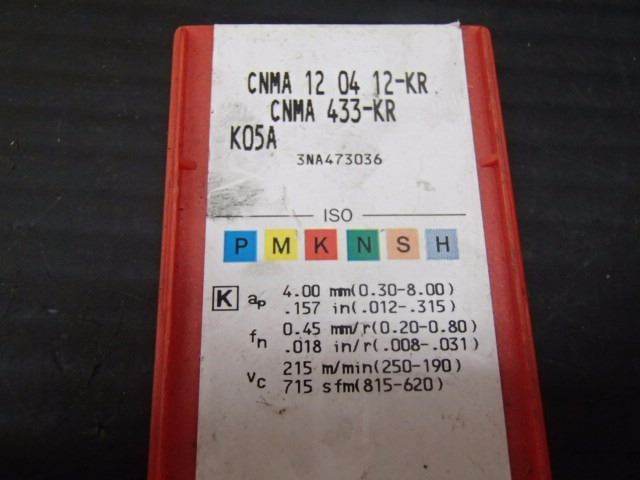 CNMA 12 04 12-KR
CNMA 433-KR
K05A
3NA473036
ISO
P M K N S H
K ap 4.00 mm(0.30-8.00)
.157 in(.012-.315)
fn 0.45 mm/r(0.20-0.80)
.018 in/r(.008-.031)
vc 215 m/min(250-190)
715 sfm(815-620)